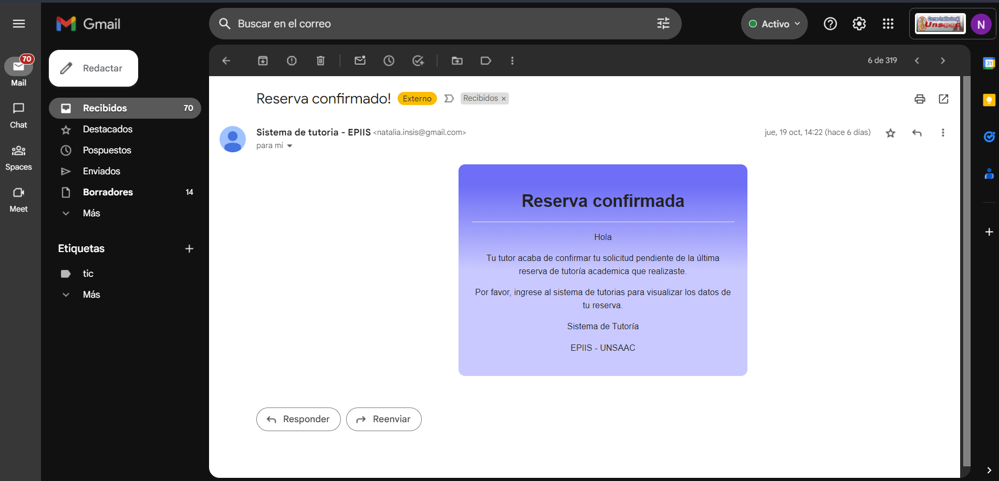 Gmail
Buscar en el correo
Activo
Correo Institucional
Unsaac
N
70
Mail
Chat
Spaces
Meet
Redactar
Recibidos 70
Destacados
Pospuestos
Enviados
Borradores 14
Más
Etiquetas
tic
Más
6 de 319
Reserva confirmado! Externo Recibidos ×
Sistema de tutoria - EPIIS <natalia.insis@gmail.com> jue, 19 oct, 14:22 (hace 6 días)
para mí
Reserva confirmada
Hola
Tu tutor acaba de confirmar tu solicitud pendiente de la última
reserva de tutoría academica que realizaste.
Por favor, ingrese al sistema de tutorias para visualizar los datos de
tu reserva.
Sistema de Tutoría
EPIIS - UNSAAC
Responder Reenviar
31